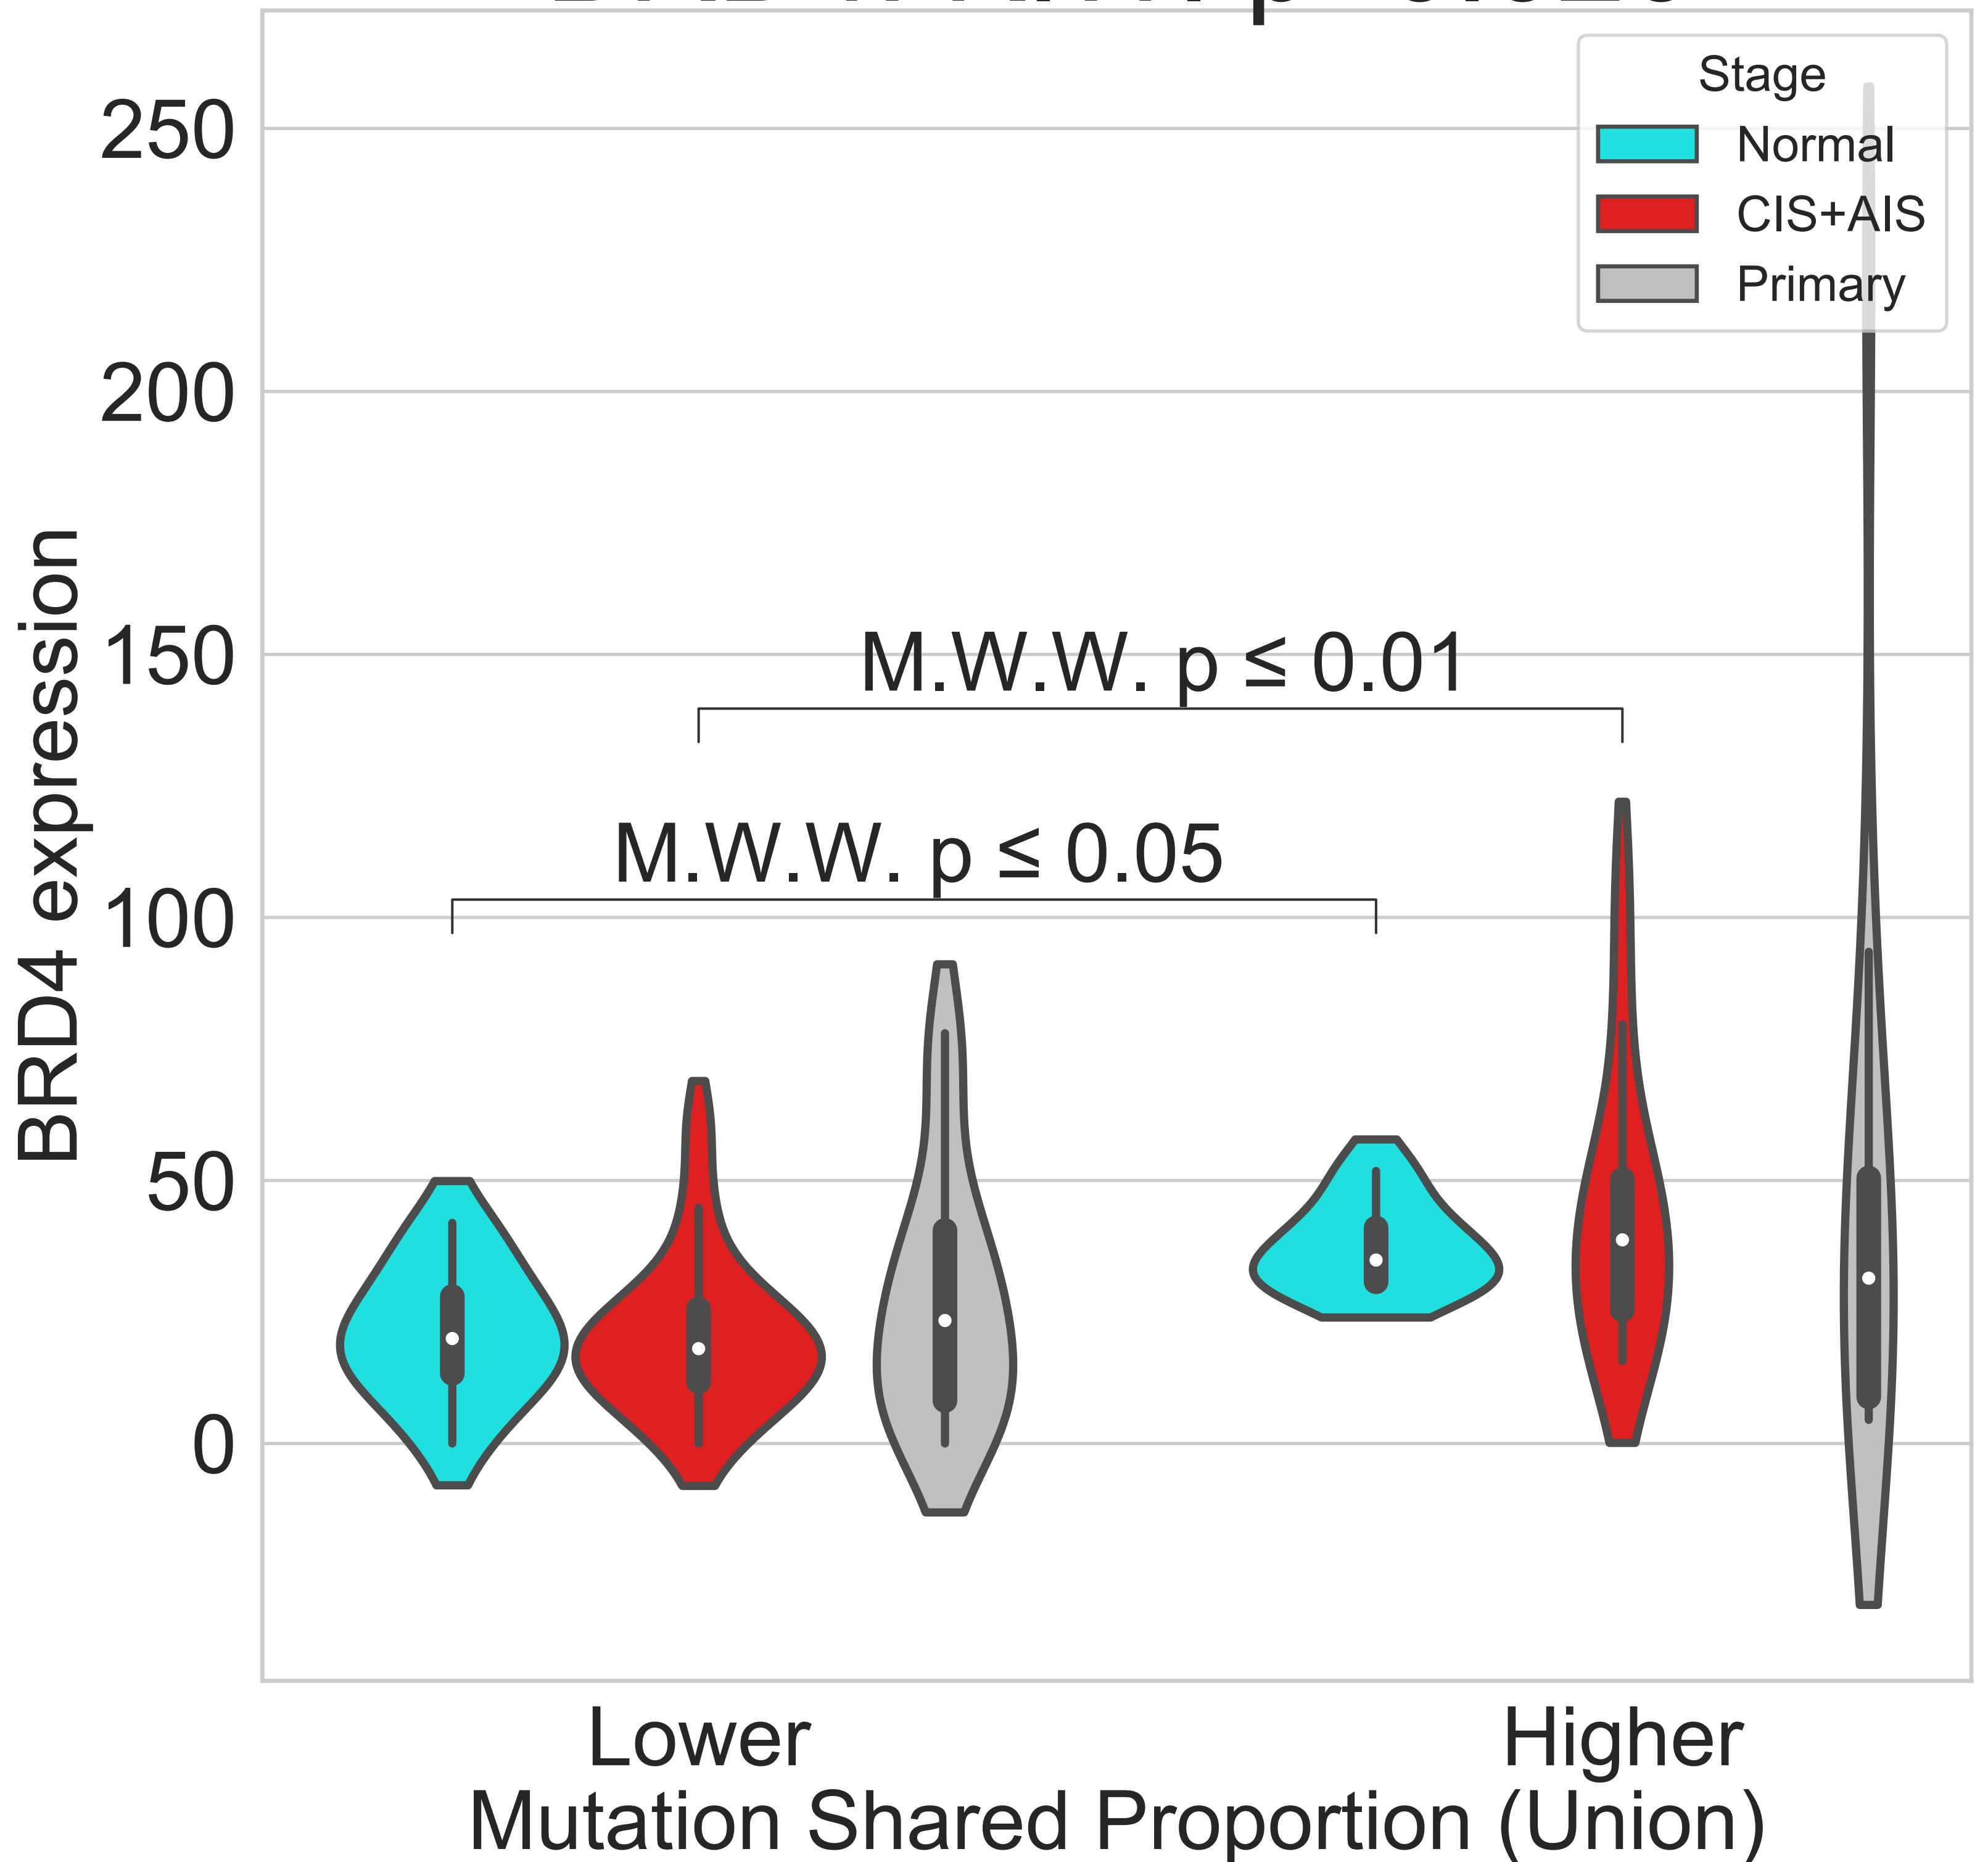 Stage
Normal
CIS+AIS
Primary
250
200
150
100
50
0
BRD4 expression
M.W.W. p ≤ 0.01
M.W.W. p ≤ 0.05
Lower
Higher
Mutation Shared Proportion (Union)